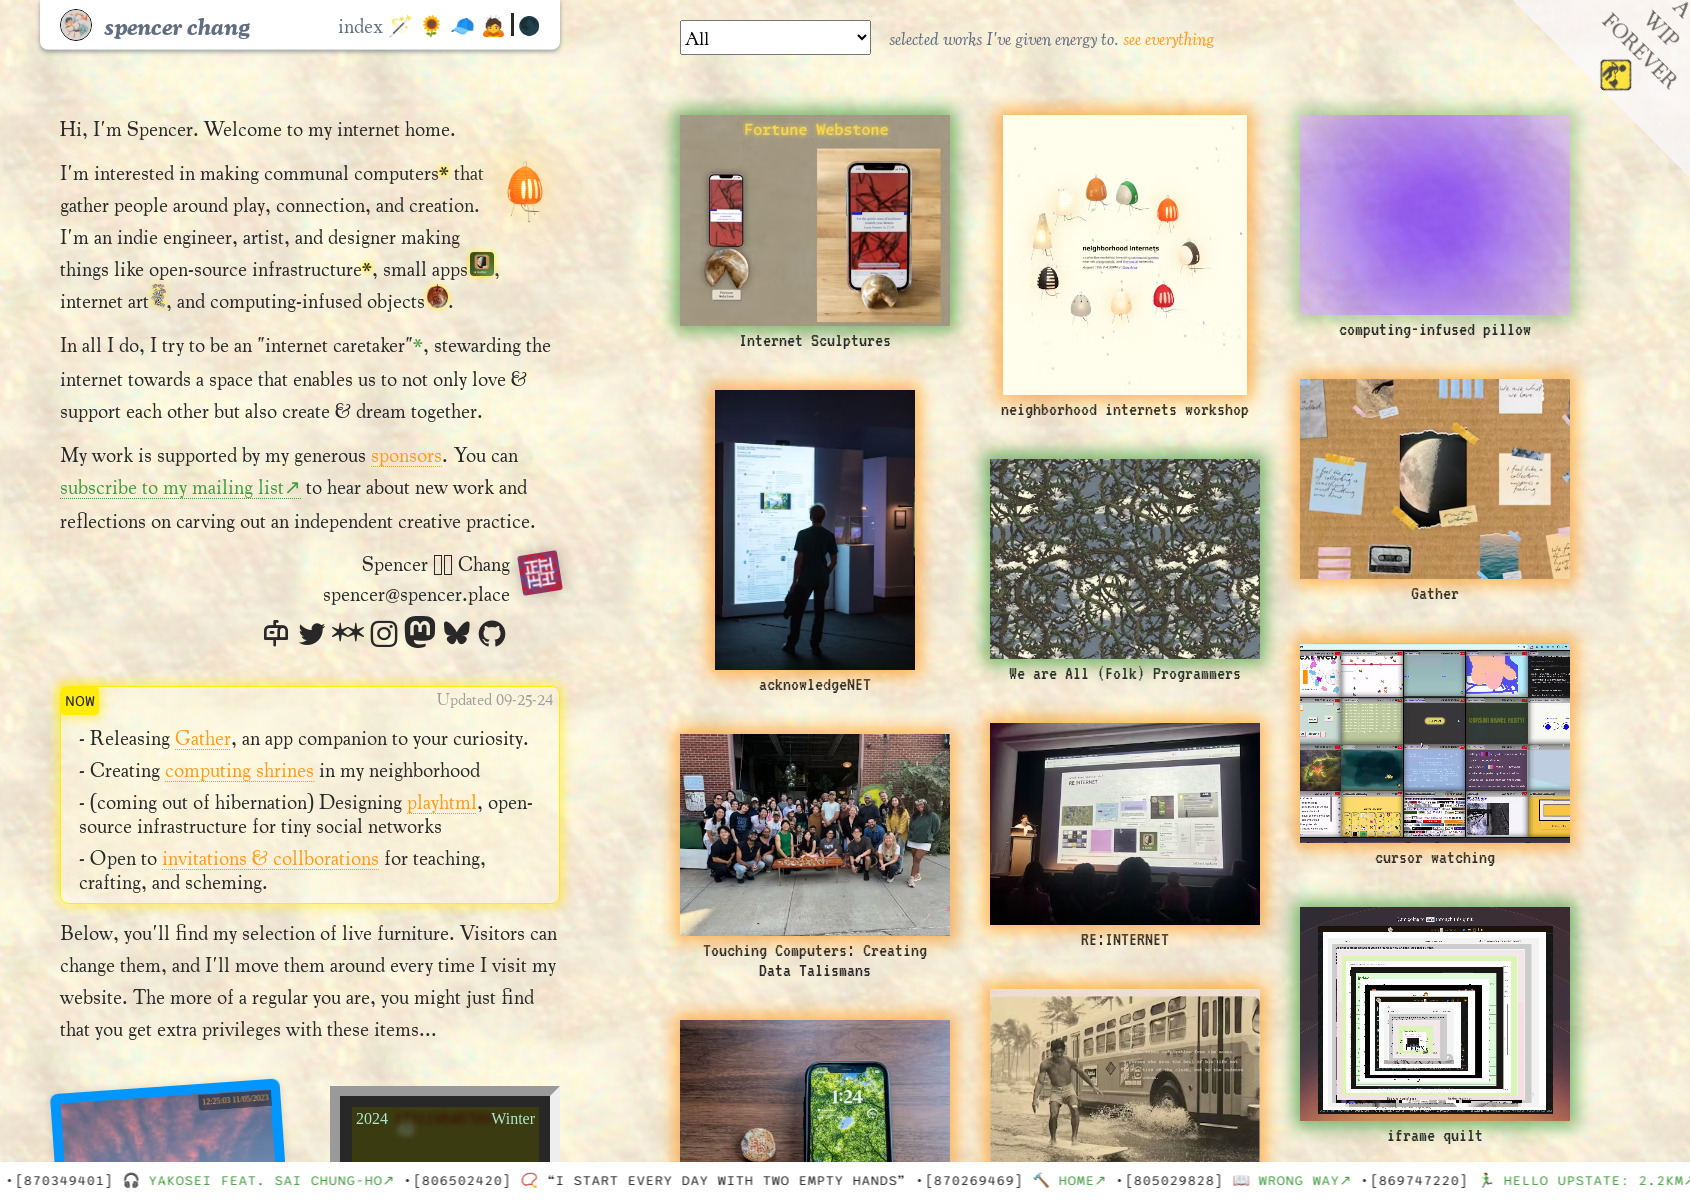 spencer chang
index
All
selected works I've given energy to. see everything
A
WIP
FOREVER
Hi, I'm Spencer. Welcome to my internet home.
I'm interested in making communal computers* that
gather people around play, connection, and creation.
I'm an indie engineer, artist, and designer making
things like open-source infrastructure*, small apps,
internet art, and computing-infused objects.
In all I do, I try to be an "internet caretaker"*, stewarding the
internet towards a space that enables us to not only love &
support each other but also create & dream together.
My work is supported by my generous sponsors. You can
subscribe to my mailing list↗ to hear about new work and
reflections on carving out an independent creative practice.
Spencer Chang
spencer@spencer.place
NOW
Updated 09-25-24
- Releasing Gather, an app companion to your curiosity.
- Creating computing shrines in my neighborhood
- (coming out of hibernation) Designing playhtml, open-
source infrastructure for tiny social networks
- Open to invitations & collborations for teaching,
crafting, and scheming.
Below, you'll find my selection of live furniture. Visitors can
change them, and I'll move them around every time I visit my
website. The more of a regular you are, you might just find
that you get extra privileges with these items...
12:25:03 11/05/2023
2024
Winter
Fortune Webstone
Internet Sculptures
neighborhood internets
neighborhood internets workshop
computing-infused pillow
acknowledgeNET
We are All (Folk) Programmers
Gather
Touching Computers: Creating
Data Talismans
RE:INTERNET
RE:INTERNET
cursor watching
1:24
iframe quilt
•[870349401] 🎧 YAKOSEI FEAT. SAI CHUNG-HO↗ •[806502420] 📿 “I START EVERY DAY WITH TWO EMPTY HANDS” •[870269469] 🔨 HOME↗ •[805029828] 📖 WRONG WAY↗ •[869747220] 🏃 HELLO UPSTATE: 2.2KM↗